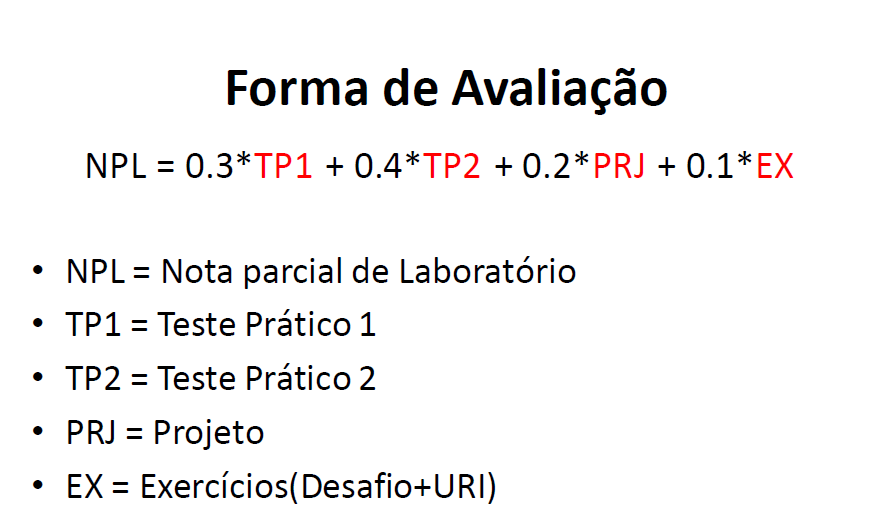 Forma de Avaliação
NPL = 0.3*TP1 + 0.4*TP2 + 0.2*PRJ + 0.1*EX
• NPL = Nota parcial de Laboratório
• TP1 = Teste Prático 1
• TP2 = Teste Prático 2
• PRJ = Projeto
• EX = Exercícios(Desafio+URI)